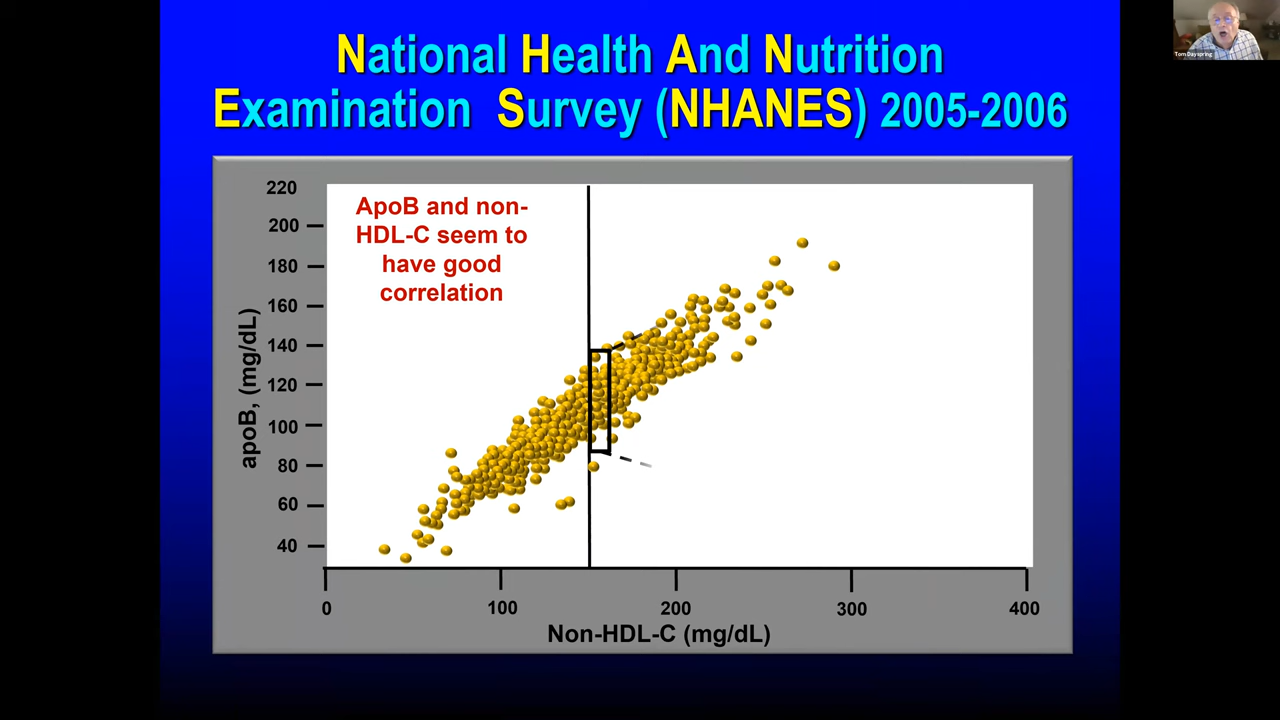 National Health And Nutrition
Examination Survey (NHANES) 2005-2006
Tom Dayspring
ApoB and non-
HDL-C seem to
have good
correlation
apoB, (mg/dL)
220
200
180
160
140
120
100
80
60
40
0 100 200 300 400
Non-HDL-C (mg/dL)